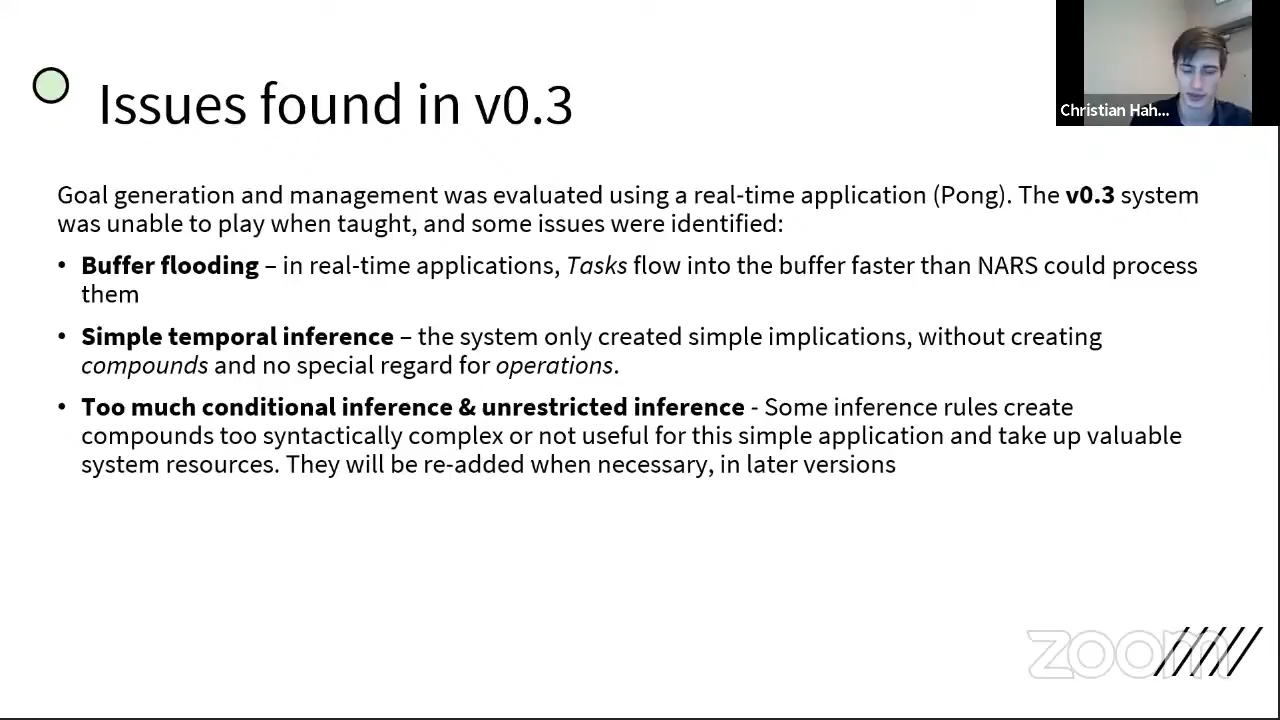 Christian Hah...
Issues found in v0.3
Goal generation and management was evaluated using a real-time application (Pong). The v0.3 system
was unable to play when taught, and some issues were identified:
• Buffer flooding – in real-time applications, Tasks flow into the buffer faster than NARS could process
them
• Simple temporal inference – the system only created simple implications, without creating
compounds and no special regard for operations.
• Too much conditional inference & unrestricted inference - Some inference rules create
compounds too syntactically complex or not useful for this simple application and take up valuable
system resources. They will be re-added when necessary, in later versions
zoom